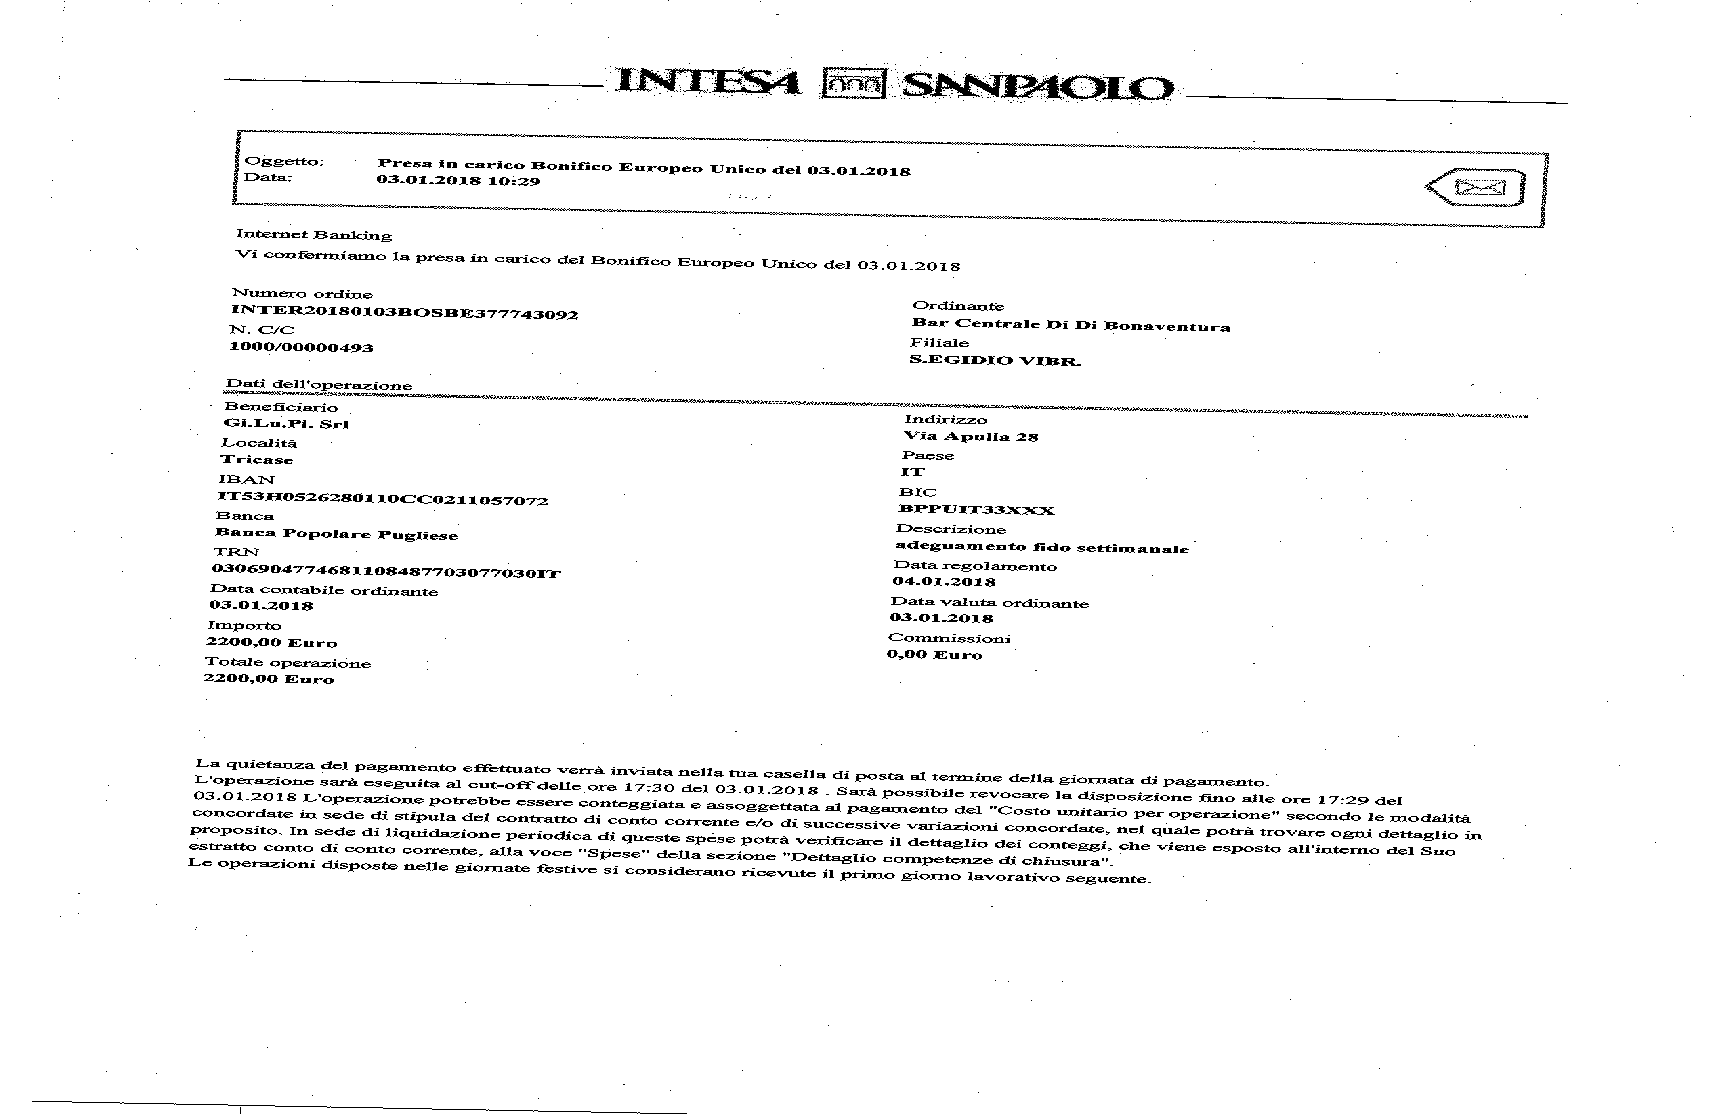 INTESA SANPAOLO
Oggetto: Presa in carico Bonifico Europeo Unico del 03.01.2018
Data: 03.01.2018 10:29
Internet Banking
Vi confermiamo la presa in carico del Bonifico Europeo Unico del 03.01.2018
Numero ordine
INTER20180103BOSBE377743092
N. C/C
1000/00000493
Ordinante
Bar Centrale Di Di Bonaventura
Filiale
S.EGIDIO VIBR.
Dati dell'operazione
Beneficiario
Gi.Lu.Pi. Srl
Località
Tricase
IBAN
IT53H0526280110CC0211057072
Banca
Banca Popolare Pugliese
TRN
0306904774681108487703077030IT
Data contabile ordinante
03.01.2018
Importo
2200,00 Euro
Totale operazione
2200,00 Euro
Indirizzo
Via Apulia 28
Paese
IT
BIC
BPPUIT33XXX
Descrizione
adeguamento fido settimanale
Data regolamento
04.01.2018
Data valuta ordinante
03.01.2018
Commissioni
0,00 Euro
La quietanza del pagamento effettuato verrà inviata nella tua casella di posta al termine della giornata di pagamento.
L'operazione sarà eseguita al cut-off delle ore 17:30 del 03.01.2018 . Sarà possibile revocare la disposizione fino alle ore 17:29 del
03.01.2018 L'operazione potrebbe essere conteggiata e assoggettata al pagamento del "Costo unitario per operazione" secondo le modalità
concordate in sede di stipula del contratto di conto corrente e/o di successive variazioni concordate, nel quale potrà trovare ogni dettaglio in
proposito. In sede di liquidazione periodica di queste spese potrà verificare il dettaglio dei conteggi, che viene esposto all'interno del Suo
estratto conto di conto corrente, alla voce "Spese" della sezione "Dettaglio competenze di chiusura".
Le operazioni disposte nelle giornate festive si considerano ricevute il primo giorno lavorativo seguente.